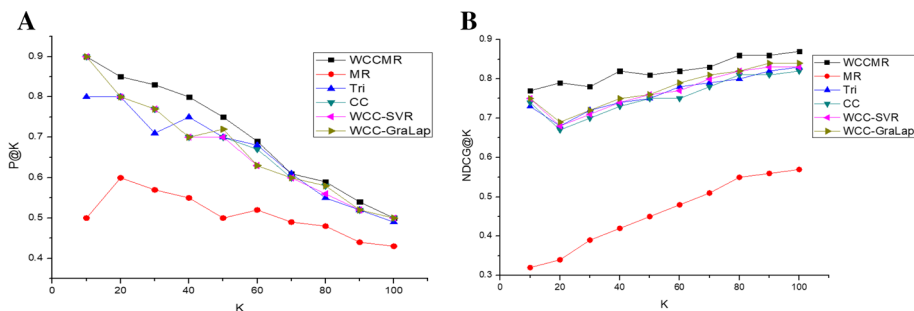 A
P@K
0.9
0.8
0.7
0.6
0.5
0.4
0 20 40 60 80 100
K
WCCMR
MR
Tri
CC
WCC-SVR
WCC-GraLap
B
NDCG@K
0.9
0.8
0.7
0.6
0.5
0.4
0.3
0 20 40 60 80 100
K
WCCMR
MR
Tri
CC
WCC-SVR
WCC-GraLap